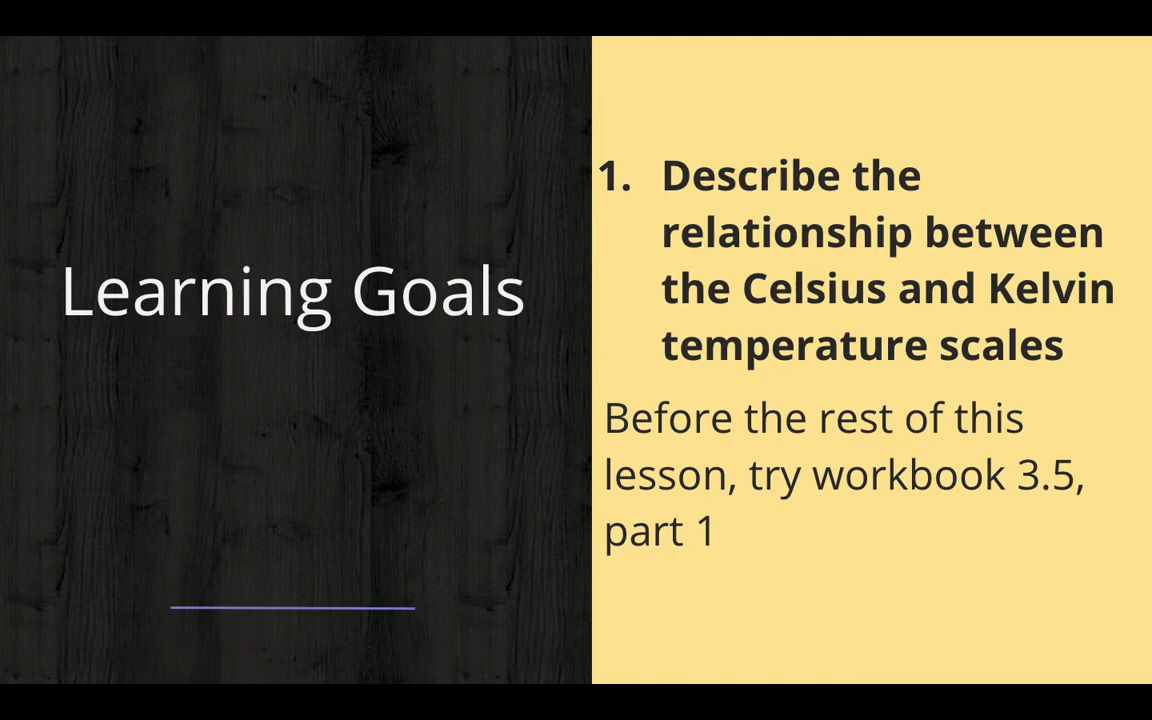 Learning Goals
1. Describe the
relationship between
the Celsius and Kelvin
temperature scales
Before the rest of this
lesson, try workbook 3.5,
part 1